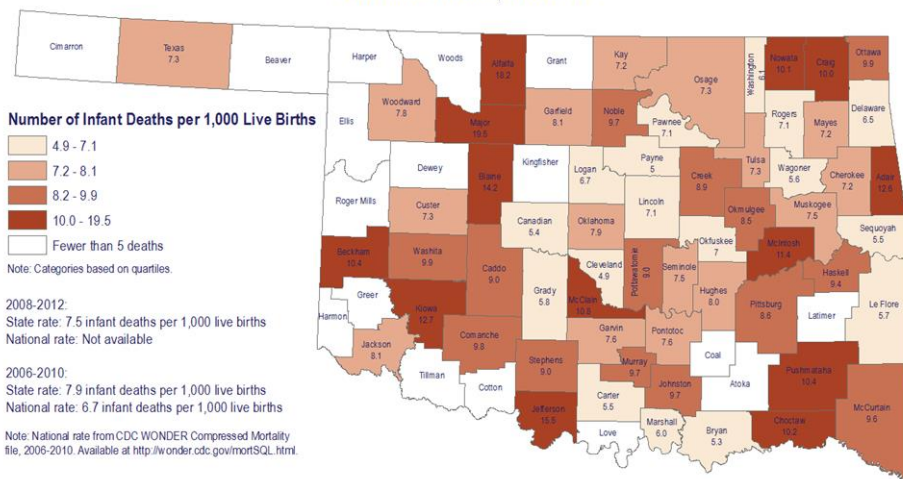 Cimarron
Texas
7.3
Beaver
Harper
Woods
Alfalfa
18.2
Grant
Kay
7.2
Osage
7.3
Washington
6.1
Nowata
10.1
Craig
10.0
Ottawa
9.9
Ellis
Woodward
7.8
Major
19.5
Garfield
8.1
Noble
9.7
Pawnee
7.1
Rogers
7.1
Mayes
7.2
Delaware
6.5
Number of Infant Deaths per 1,000 Live Births
4.9 - 7.1
7.2 - 8.1
8.2 - 9.9
10.0 - 19.5
Fewer than 5 deaths
Note: Categories based on quartiles.
2008-2012:
State rate: 7.5 infant deaths per 1,000 live births
National rate: Not available
2006-2010:
State rate: 7.9 infant deaths per 1,000 live births
National rate: 6.7 infant deaths per 1,000 live births
Note: National rate from CDC WONDER Compressed Mortality
file, 2006-2010. Available at http://wonder.cdc.gov/mortSQL.html.
Dewey
Blaine
14.2
Kingfisher
Logan
6.7
Payne
5
Creek
8.9
Tulsa
7.3
Wagoner
5.6
Cherokee
7.2
Adair
12.6
Roger Mills
Custer
7.3
Canadian
5.4
Oklahoma
7.9
Lincoln
7.1
Okmulgee
8.5
Muskogee
7.5
Sequoyah
5.5
Beckham
10.4
Washita
9.9
Caddo
9.0
Grady
5.8
Cleveland
4.9
Pottawatomie
9.0
Seminole
7.5
Okfuskee
7
McIntosh
11.4
Haskell
9.4
Greer
Harmon
Kiowa
12.7
McClain
10.8
Hughes
8.0
Pittsburg
8.6
Latimer
Le Flore
5.7
Jackson
8.1
Comanche
9.8
Garvin
7.6
Pontotoc
7.6
Coal
Tillman
Cotton
Stephens
9.0
Murray
9.7
Johnston
9.7
Atoka
Pushmataha
10.4
McCurtain
9.6
Jefferson
15.5
Carter
5.5
Love
Marshall
6.0
Bryan
5.3
Choctaw
10.2